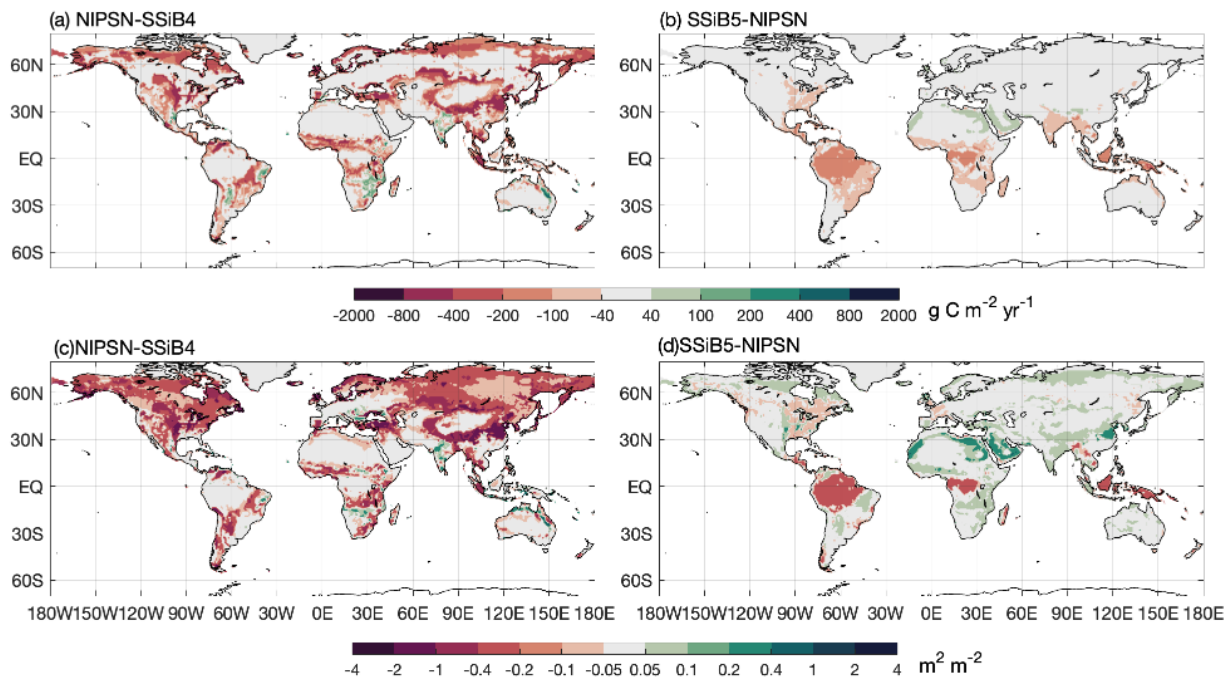 (a) NIPSN-SSiB4
(b) SSiB5-NIPSN
60N
30N
EQ
30S
60S
60N
30N
EQ
30S
60S
-2000 -800 -400 -200 -100 -40 40 100 200 400 800 2000 g C m⁻² yr⁻¹
(c)NIPSN-SSiB4
(d)SSiB5-NIPSN
60N
30N
EQ
30S
60S
60N
30N
EQ
30S
60S
180W150W120W 90W 60W 30W 0E 30E 60E 90E 120E 150E 180E
180W150W120W 90W 60W 30W 0E 30E 60E 90E 120E 150E 180E
-4 -2 -1 -0.4 -0.2 -0.1 -0.05 0.05 0.1 0.2 0.4 1 2 4 m² m⁻²